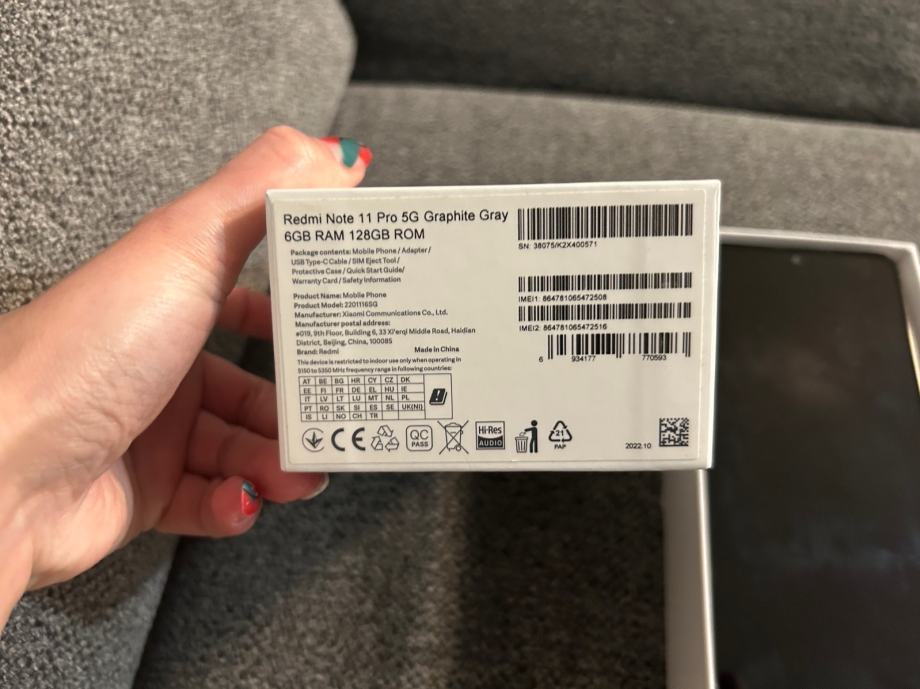 Redmi Note 11 Pro 5G Graphite Gray
6GB RAM 128GB ROM
Package contents: Mobile Phone / Adapter /
USB Type-C Cable / SIM Eject Tool /
Protective Case / Quick Start Guide/
Warranty Card / Safety Information
Product Name: Mobile Phone
Product Model: 2201116SG
Manufacturer: Xiaomi Communications Co., Ltd.
Manufacturer postal address:
#019, 9th Floor, Building 6, 33 Xi'erqi Middle Road, Haidian
District, Beijing, China, 100085
Brand: Redmi Made in China
This device is restricted to indoor use only when operating in
5150 to 5350 MHz frequency range in following countries:
AT BE BG HR CY CZ DK
EE FI FR DE EL HU IE
IT LV LT LU MT NL PL
PT RO SK SI ES SE UK(NI)
IS LI NO CH TR
CE
QC
PASS
Hi-Res
AUDIO
21
PAP
SN: 38075/K2X400571
IMEI1: 864781065472508
IMEI2: 864781065472516
6 934177 770593
2022.10